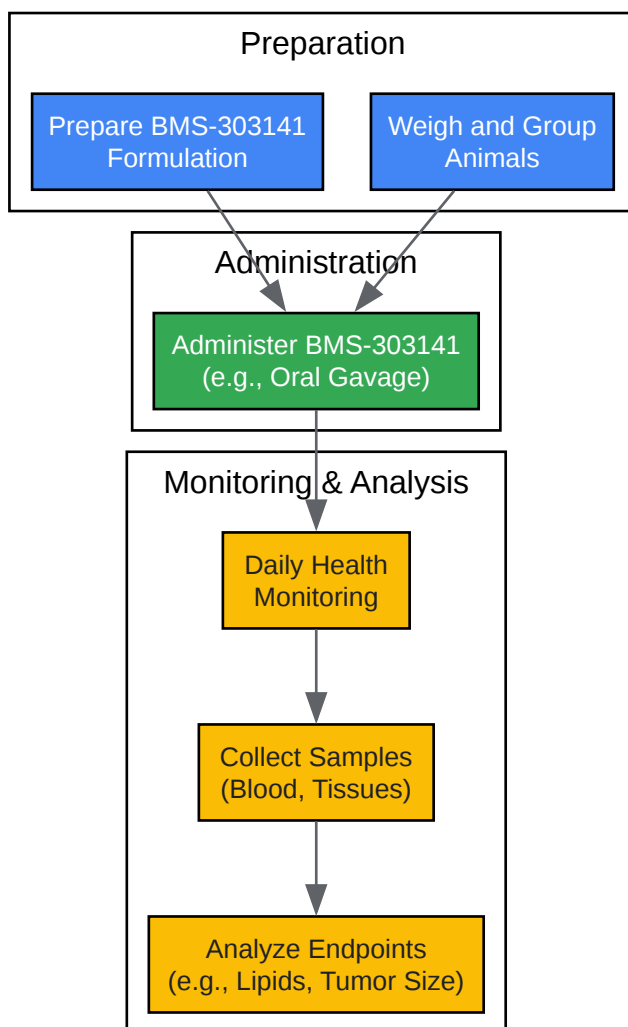 Preparation
Prepare BMS-303141
Formulation
Weigh and Group
Animals
Administration
Administer BMS-303141
(e.g., Oral Gavage)
Monitoring & Analysis
Daily Health
Monitoring
Collect Samples
(Blood, Tissues)
Analyze Endpoints
(e.g., Lipids, Tumor Size)